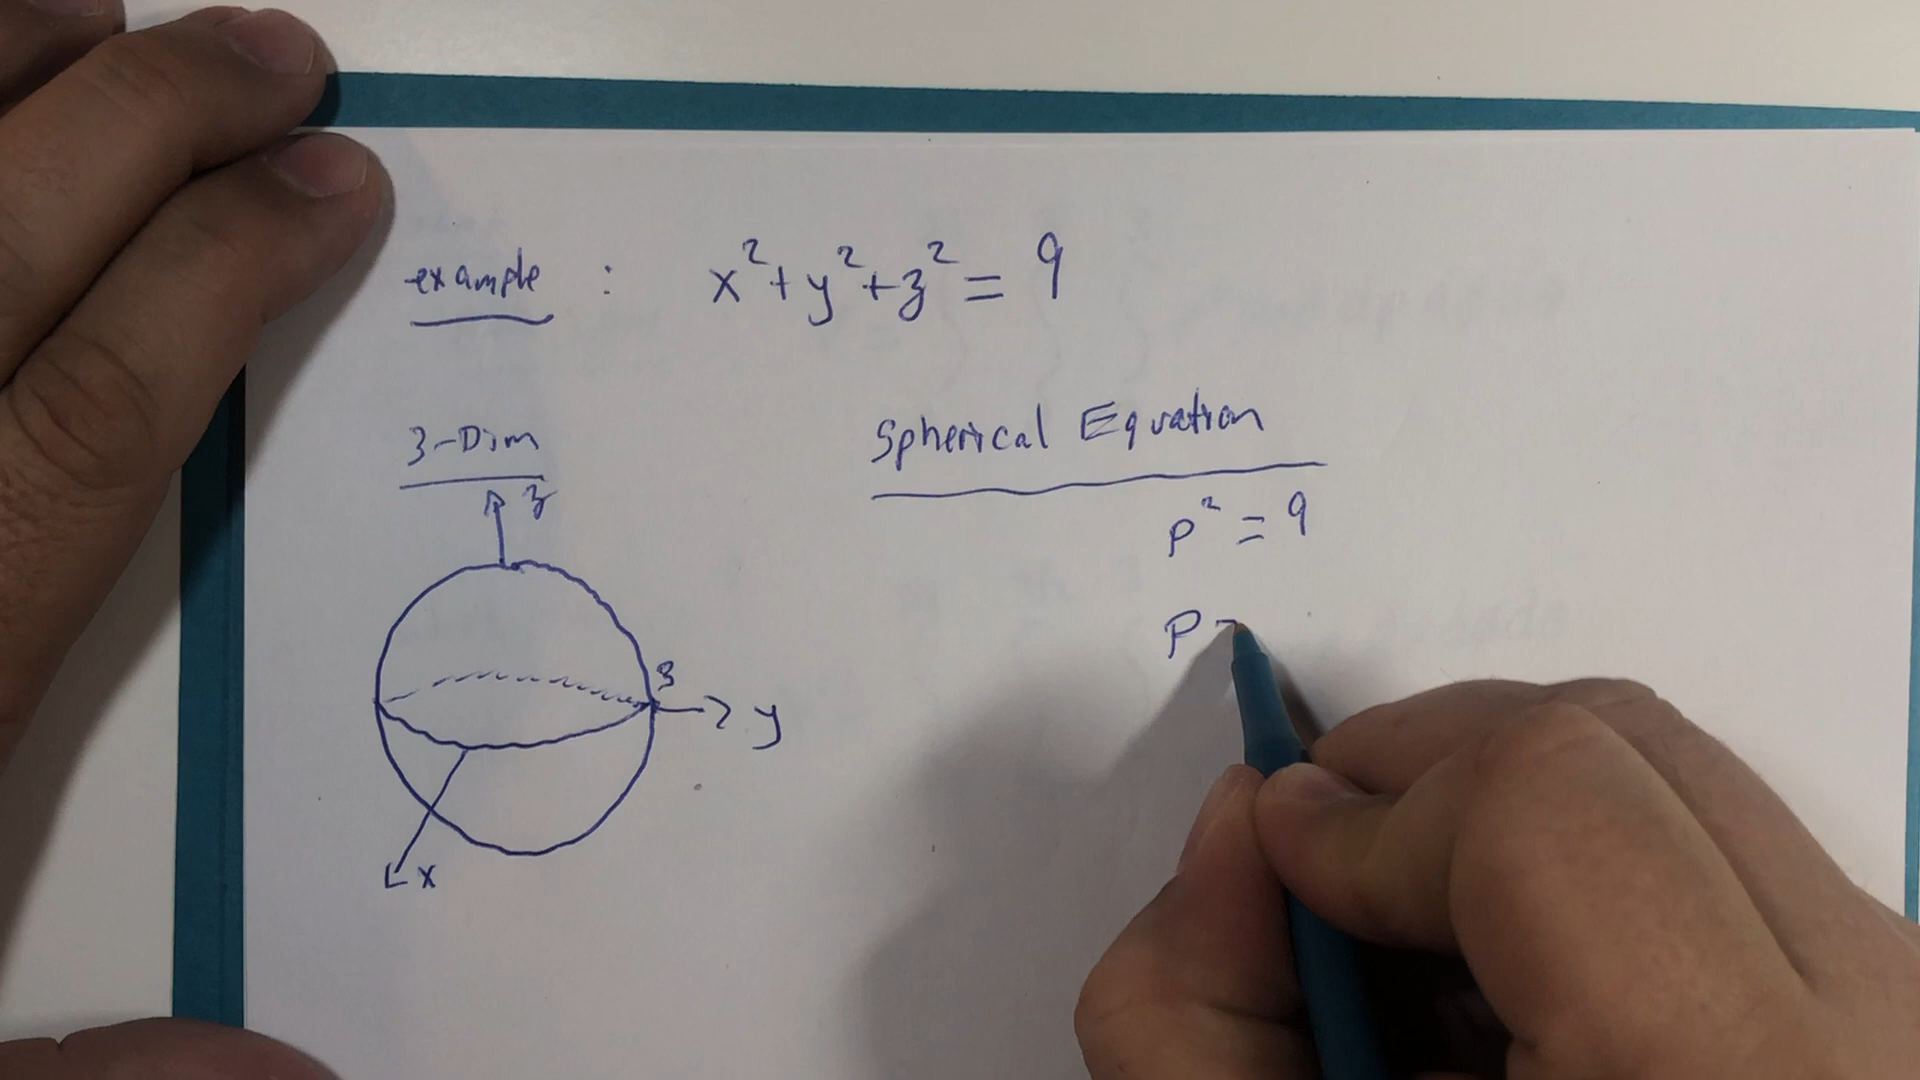 example : x²+y²+z² = 9
3-Dim
Spherical Equation
z
ρ² = 9
ρ =
3
y
x